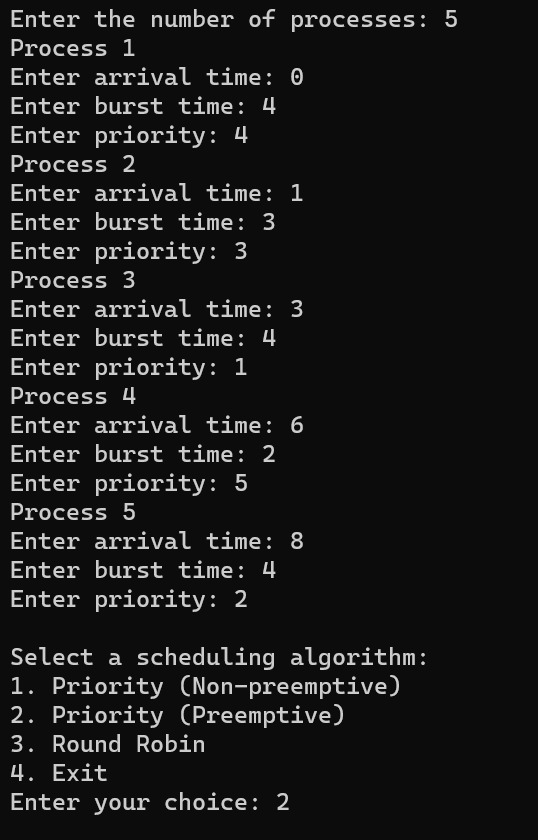 Enter the number of processes: 5
Process 1
Enter arrival time: 0
Enter burst time: 4
Enter priority: 4
Process 2
Enter arrival time: 1
Enter burst time: 3
Enter priority: 3
Process 3
Enter arrival time: 3
Enter burst time: 4
Enter priority: 1
Process 4
Enter arrival time: 6
Enter burst time: 2
Enter priority: 5
Process 5
Enter arrival time: 8
Enter burst time: 4
Enter priority: 2
Select a scheduling algorithm:
1. Priority (Non-preemptive)
2. Priority (Preemptive)
3. Round Robin
4. Exit
Enter your choice: 2